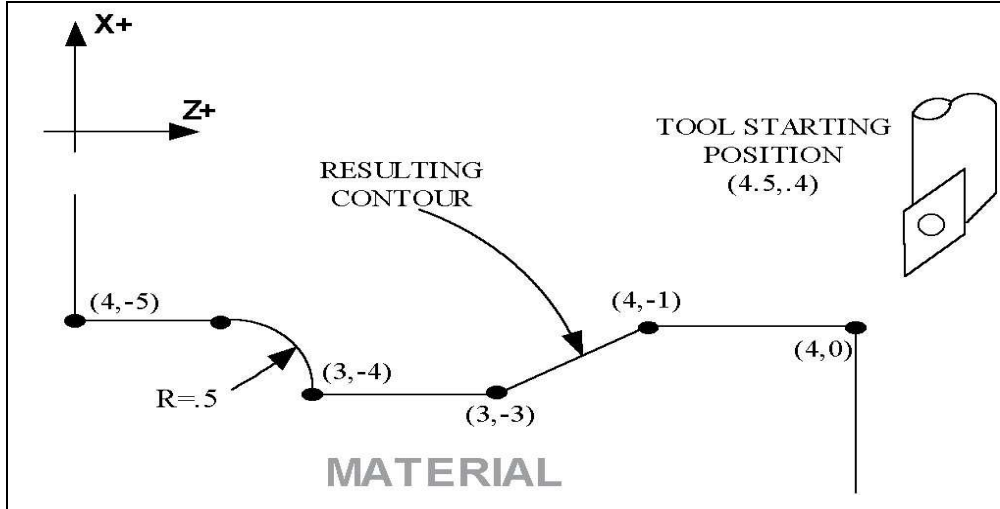 X+
Z+
TOOL STARTING
POSITION
(4.5,.4)
RESULTING
CONTOUR
(4,-5)
(4,-1)
(4,0)
(3,-4)
R=.5
(3,-3)
MATERIAL